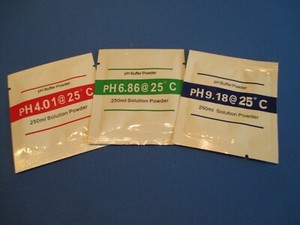 pH Buffer Powder
PH 4.01 @ 25°C
250ml Solution Powder
pH Buffer Powder
PH 6.86 @ 25°C
250ml Solution Powder
pH Buffer Powder
PH 9.18 @ 25°C
250ml Solution Powder